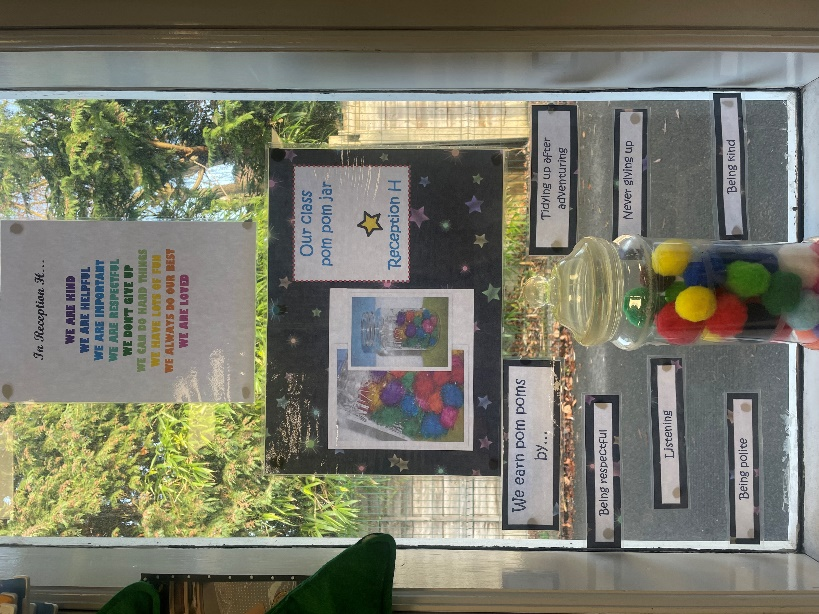 In Reception H...
WE ARE KIND
WE ARE HELPFUL
WE ARE IMPORTANT
WE ARE RESPECTFUL
WE DON'T GIVE UP
WE CAN DO HARD THINGS
WE HAVE LOTS OF FUN
WE ALWAYS DO OUR BEST
WE ARE LOVED
Our class
pom pom jar
Reception H
We earn pom poms
by...
Tidying up after
adventuring
Being respectful
Never giving up
Listening
Being polite
Being kind